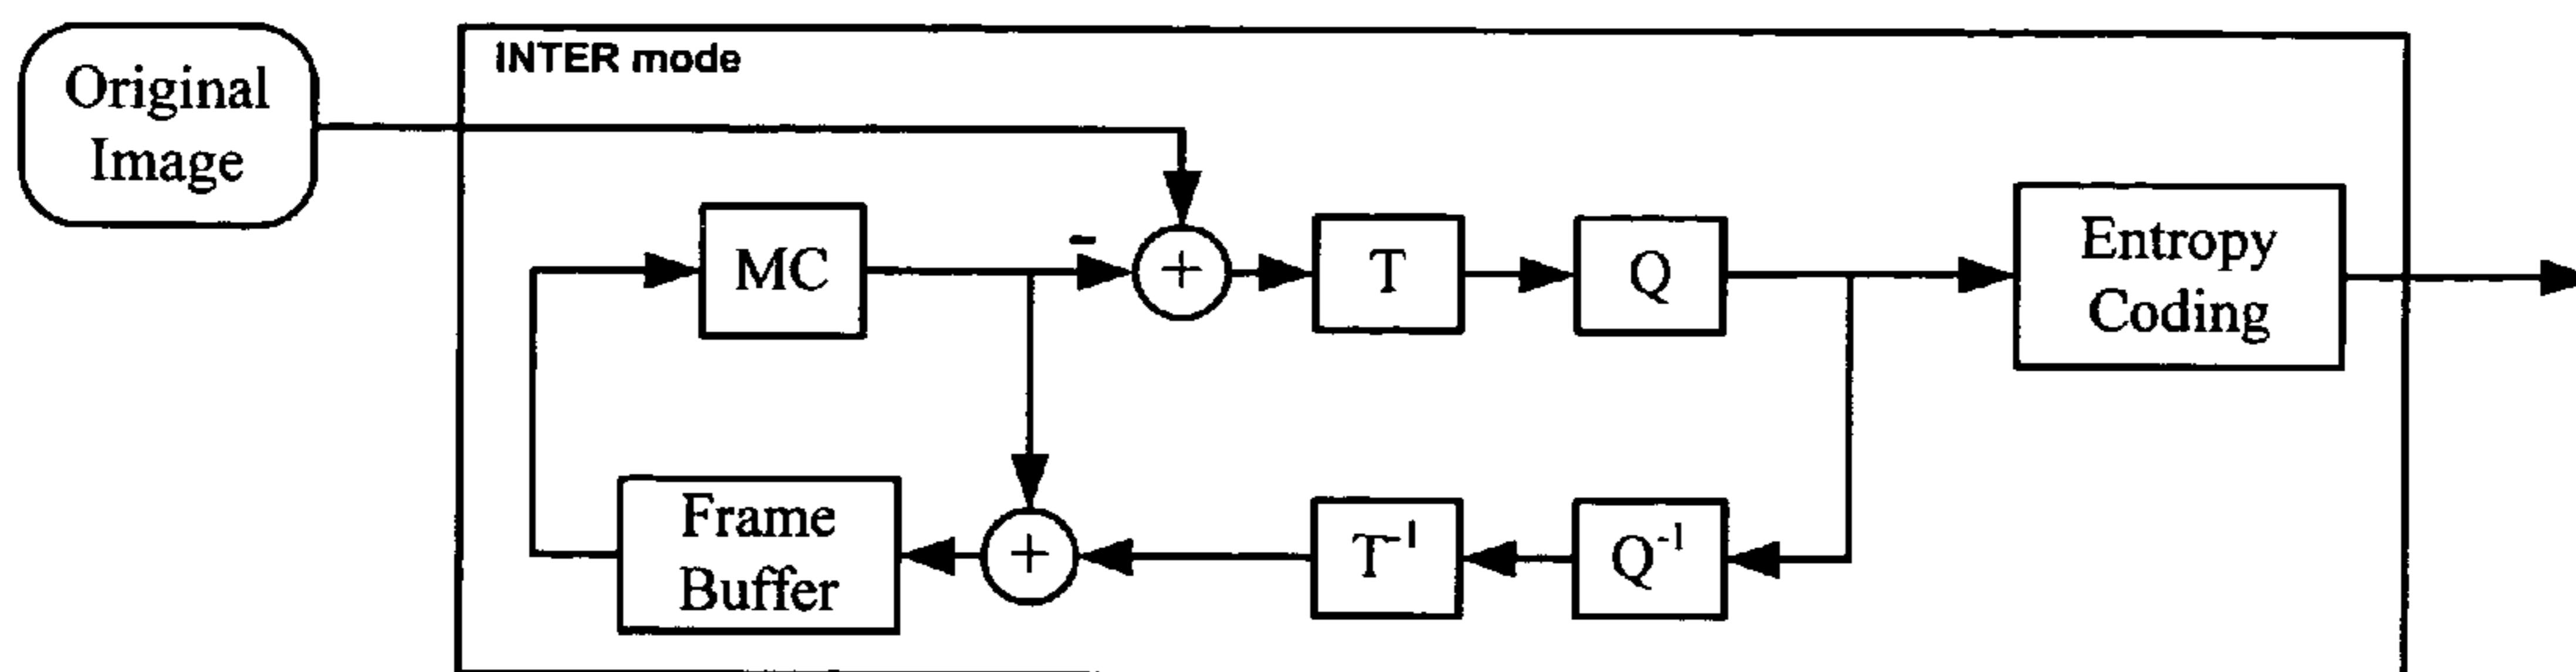 INTER mode
Original
Image
MC
-
+
T
Q
Entropy
Coding
Frame
Buffer
+
T⁻¹
Q⁻¹